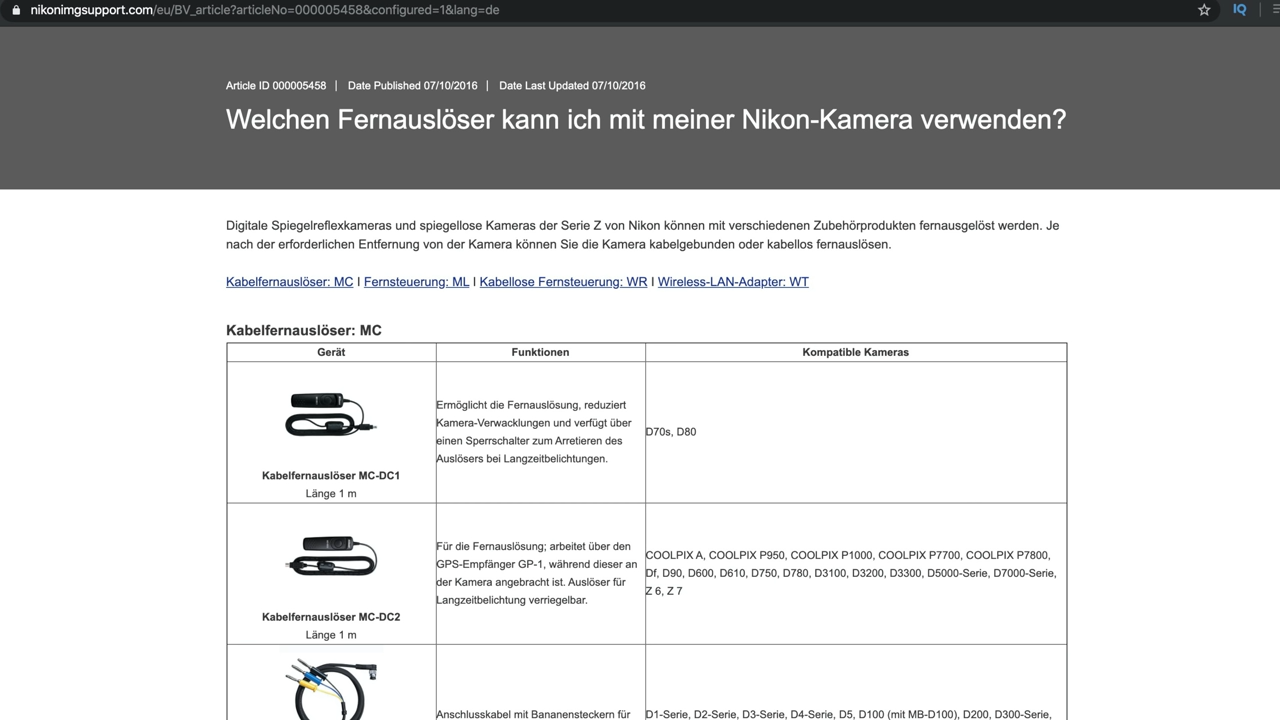 nikonimgsupport.com/eu/BV_article?articleNo=000005458&configured=1&lang=de
IQ
Article ID 000005458 | Date Published 07/10/2016 | Date Last Updated 07/10/2016
Welchen Fernauslöser kann ich mit meiner Nikon-Kamera verwenden?
Digitale Spiegelreflexkameras und spiegellose Kameras der Serie Z von Nikon können mit verschiedenen Zubehörprodukten fernausgelöst werden. Je
nach der erforderlichen Entfernung von der Kamera können Sie die Kamera kabelgebunden oder kabellos fernauslösen.
Kabelfernauslöser: MC I Fernsteuerung: ML I Kabellose Fernsteuerung: WR I Wireless-LAN-Adapter: WT
Kabelfernauslöser: MC
Gerät Funktionen Kompatible Kameras
Ermöglicht die Fernauslösung, reduziert
Kamera-Verwacklungen und verfügt über
einen Sperrschalter zum Arretieren des
Auslösers bei Langzeitbelichtungen.
D70s, D80
Kabelfernauslöser MC-DC1
Länge 1 m
Für die Fernauslösung; arbeitet über den
GPS-Empfänger GP-1, während dieser an
der Kamera angebracht ist. Auslöser für
Langzeitbelichtung verriegelbar.
COOLPIX A, COOLPIX P950, COOLPIX P1000, COOLPIX P7700, COOLPIX P7800,
Df, D90, D600, D610, D750, D780, D3100, D3200, D3300, D5000-Serie, D7000-Serie,
Z 6, Z 7
Kabelfernauslöser MC-DC2
Länge 1 m
Anschlusskabel mit Bananensteckern für
D1-Serie, D2-Serie, D3-Serie, D4-Serie, D5, D100 (mit MB-D100), D200, D300-Serie,